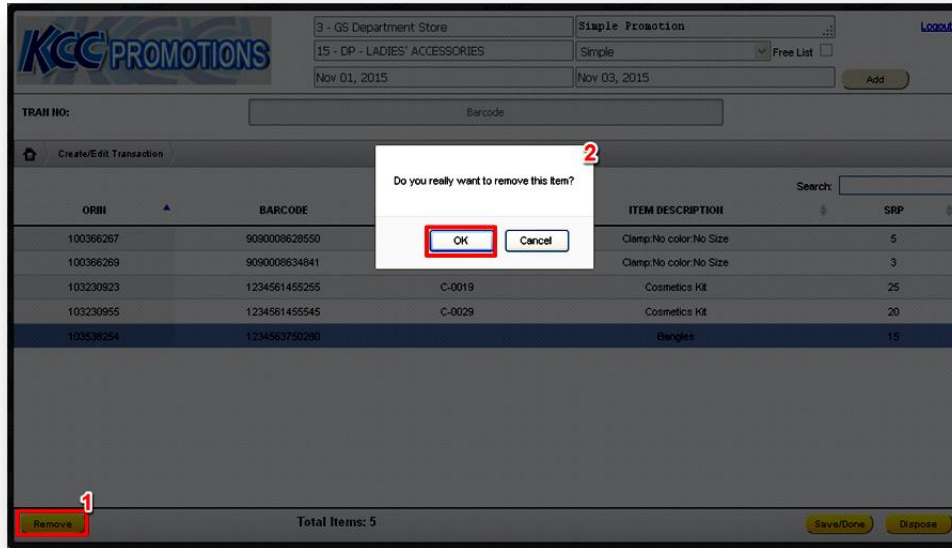 KCC PROMOTIONS
3 - GS Department Store
Simple Promotion
Logout
15 - DP - LADIES' ACCESSORIES
Simple
Free List
Nov 01, 2015
Nov 03, 2015
Add
TRAN NO:
Barcode
Create/Edit Transaction
2
Do you really want to remove this item?
OK
Cancel
Search:
ORIN BARCODE ITEM DESCRIPTION SRP
100366267 9090008628550 Clamp:No color:No Size 5
100366269 9090008634841 Clamp:No color:No Size 3
103230923 1234561455255 C-0019 Cosmetics Kit 25
103230955 1234561455545 C-0029 Cosmetics Kit 20
103538254 1234563750260 Bangles 15
1
Remove
Total Items: 5
Save/Done
Dispose